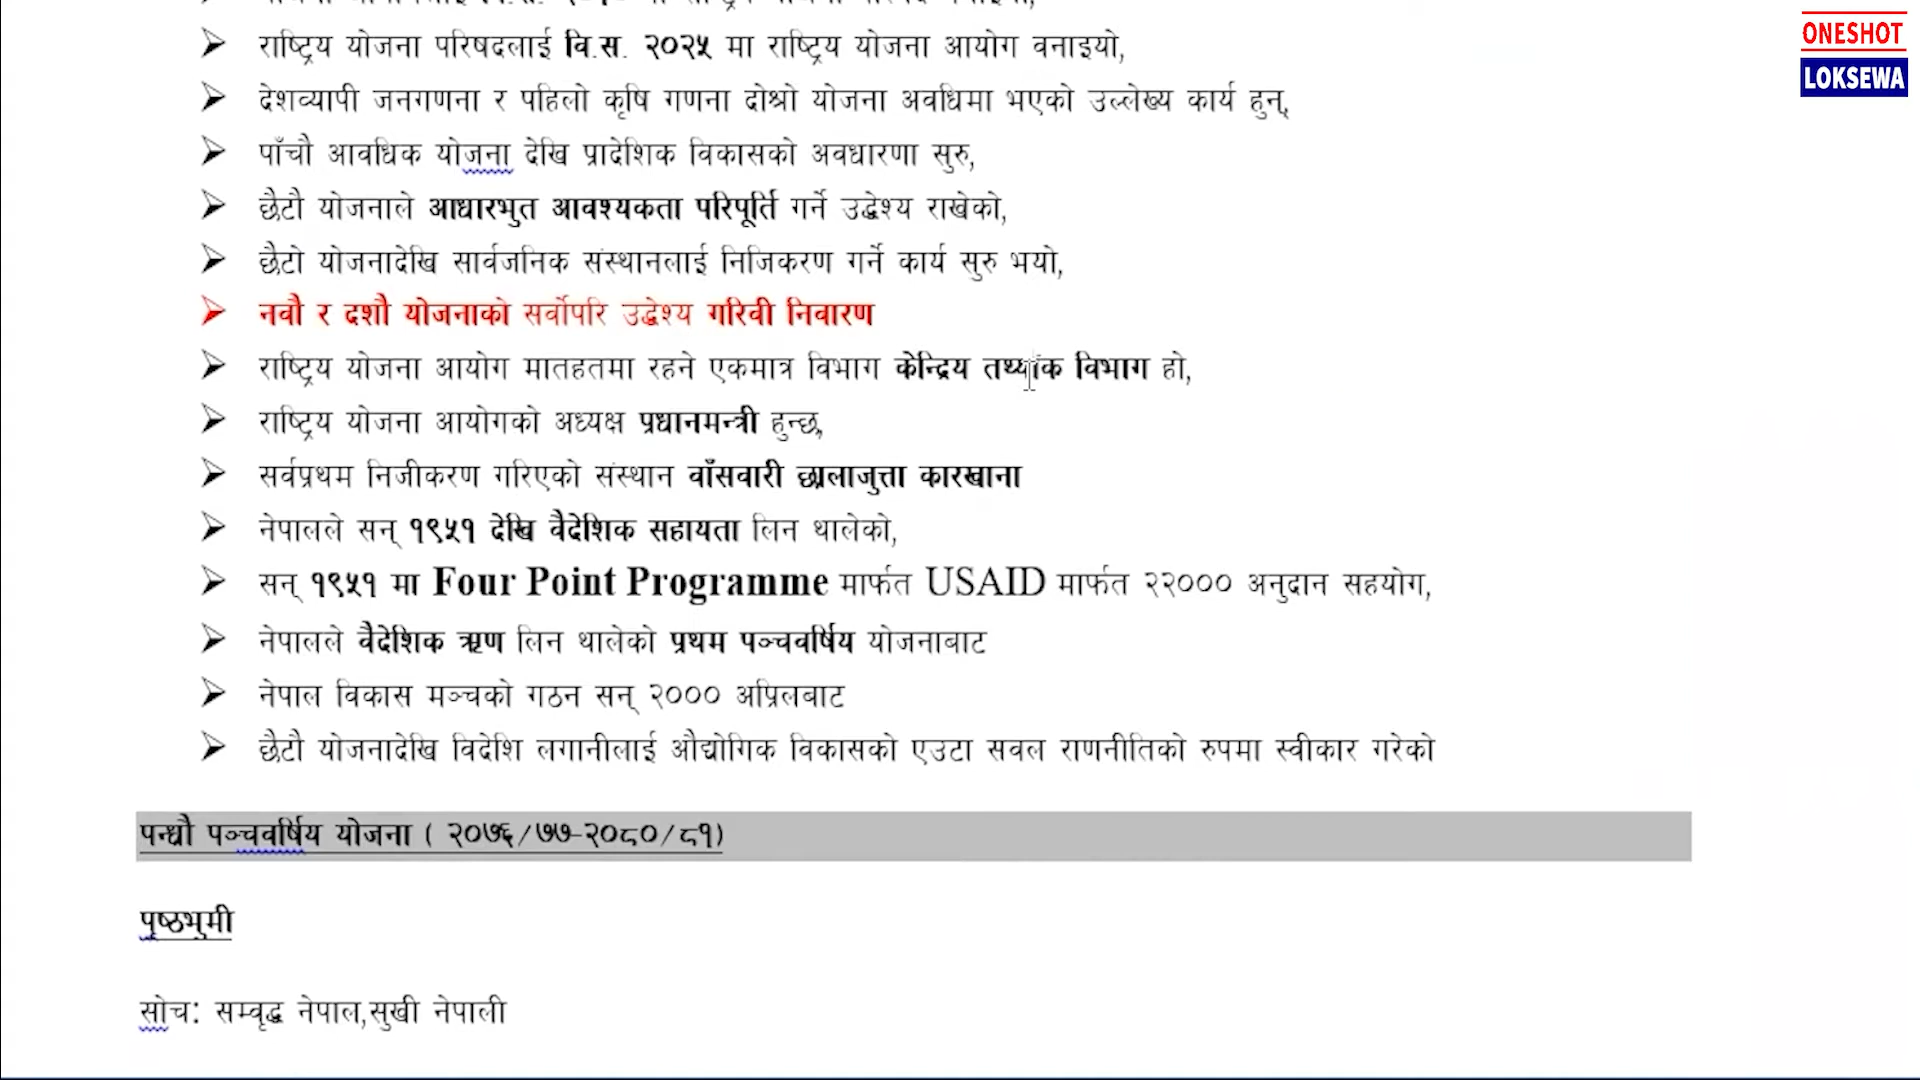 ONESHOT
LOKSEWA
राष्ट्रिय योजना परिषदलाई वि.स. २०२५ मा राष्ट्रिय योजना आयोग वनाइयो,
देशव्यापी जनगणना र पहिलो कृषि गणना दोश्रो योजना अवधिमा भएको उल्लेख्य कार्य हुन्,
पाँचौ आवधिक योजना देखि प्रादेशिक विकासको अवधारणा सुरु,
छैटौ योजनाले आधारभुत आवश्यकता परिपूर्ति गर्ने उद्धेश्य राखेको,
छैटो योजनादेखि सार्वजनिक संस्थानलाई निजिकरण गर्ने कार्य सुरु भयो,
नवौ र दशौ योजनाको सर्वोपरि उद्धेश्य गरिवी निवारण
राष्ट्रिय योजना आयोग मातहतमा रहने एकमात्र विभाग केन्द्रिय तथ्यांक विभाग हो,
राष्ट्रिय योजना आयोगको अध्यक्ष प्रधानमन्त्री हुन्छ,
सर्वप्रथम निजीकरण गरिएको संस्थान वाँसवारी छालाजुत्ता कारखाना
नेपालले सन् १९५१ देखि वैदेशिक सहायता लिन थालेको,
सन् १९५१ मा Four Point Programme मार्फत USAID मार्फत २२००० अनुदान सहयोग,
नेपालले वैदेशिक ऋण लिन थालेको प्रथम पञ्चवर्षिय योजनाबाट
नेपाल विकास मञ्चको गठन सन् २००० अप्रिलबाट
छैटौ योजनादेखि विदेशि लगानीलाई औद्योगिक विकासको एउटा सवल राणनीतिको रुपमा स्वीकार गरेको
पन्ध्रौ पञ्चवर्षिय योजना ( २०७६/७७-२०८०/८१)
पृष्ठभुमी
सोच: सम्वृद्ध नेपाल,सुखी नेपाली